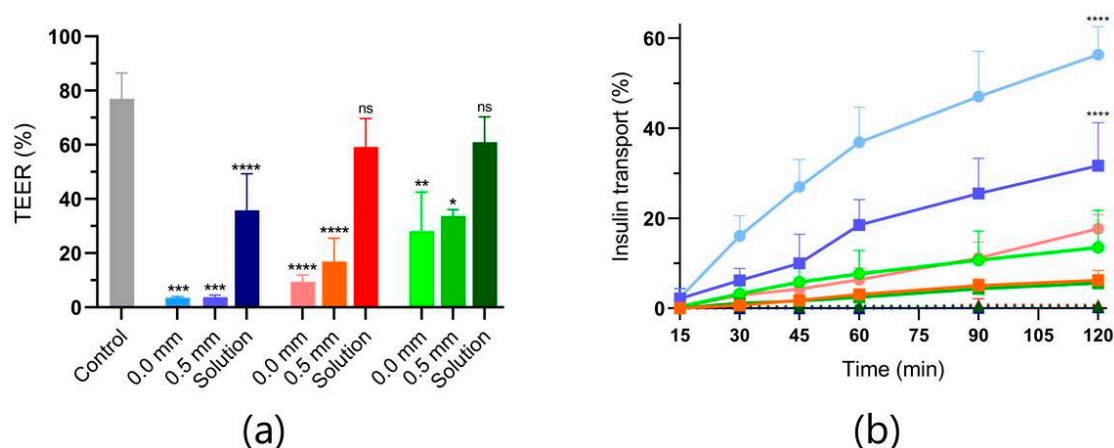 TEER (%)
100
80
60
40
20
0
Control
0.0 mm
0.5 mm
Solution
0.0 mm
0.5 mm
Solution
0.0 mm
0.5 mm
Solution
***
***
****
****
****
ns
**
*
ns
(a)
Insulin transport (%)
60
40
20
0
15
30
45
60
75
90
105
120
Time (min)
****
****
(b)